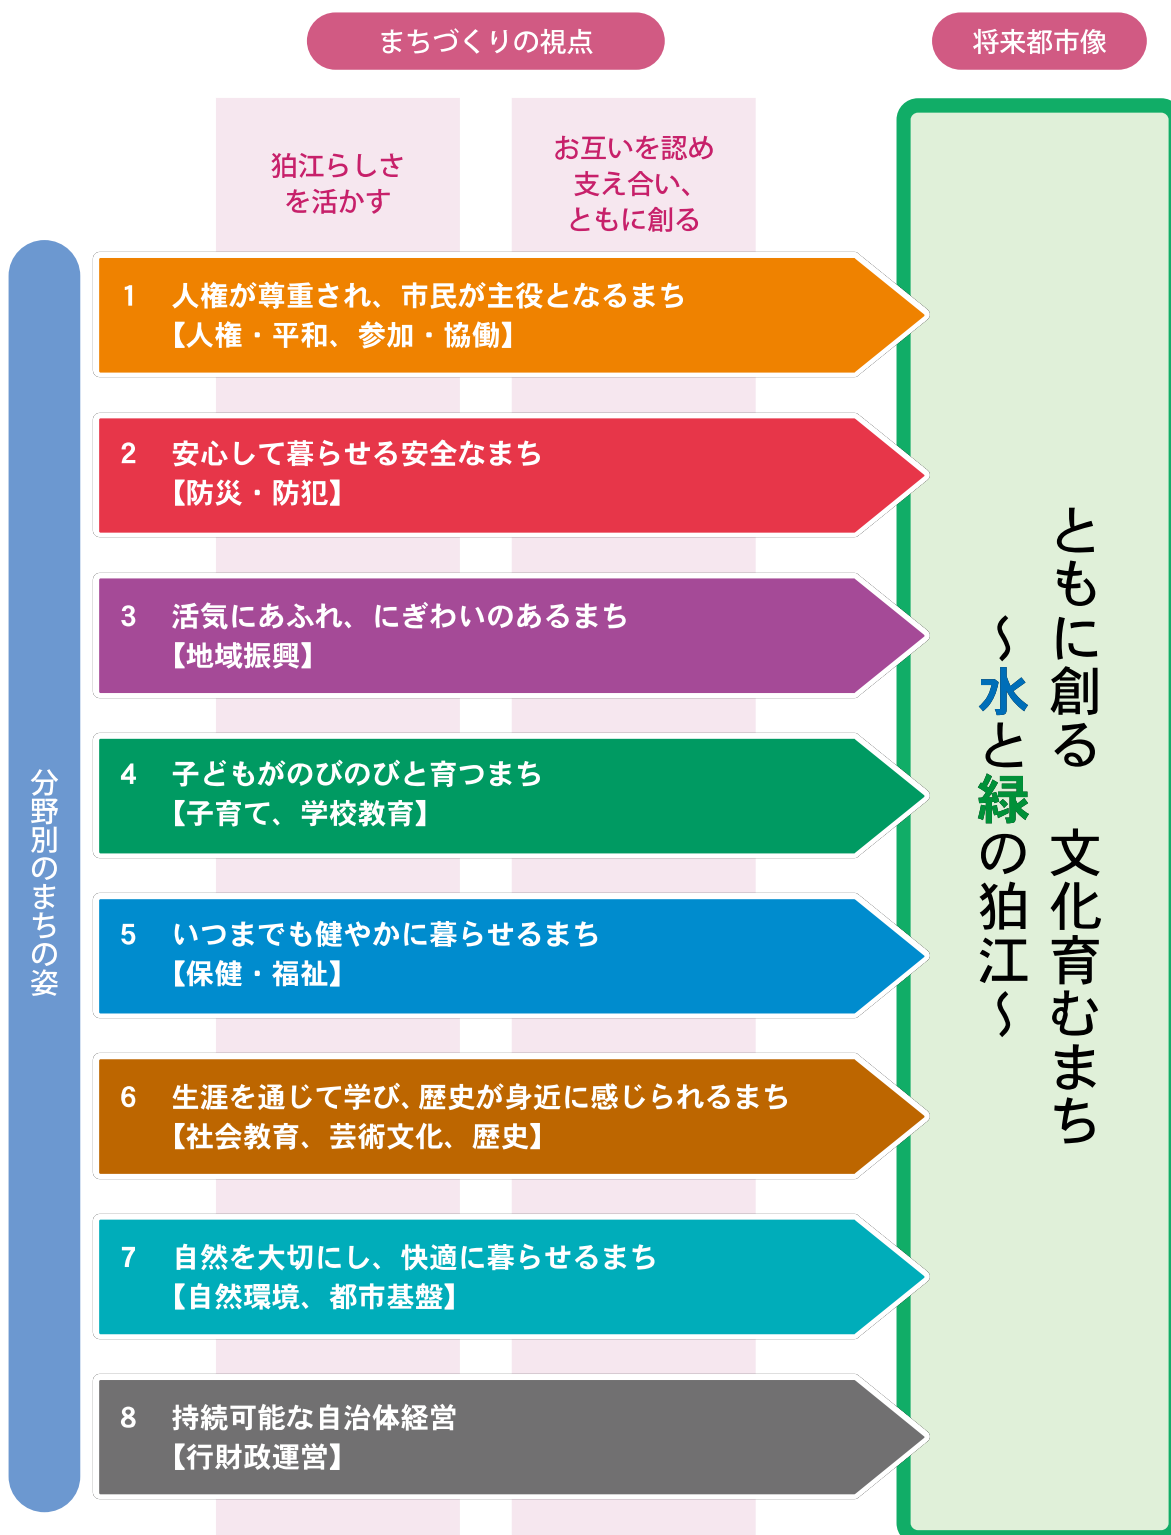 まちづくりの視点
将来都市像
狛江らしさ
を活かす
お互いを認め
支え合い、
ともに創る
分野別のまちの姿
1 人権が尊重され、市民が主役となるまち
【人権・平和、参加・協働】
2 安心して暮らせる安全なまち
【防災・防犯】
3 活気にあふれ、にぎわいのあるまち
【地域振興】
4 子どもがのびのびと育つまち
【子育て、学校教育】
5 いつまでも健やかに暮らせるまち
【保健・福祉】
6 生涯を通じて学び、歴史が身近に感じられるまち
【社会教育、芸術文化、歴史】
7 自然を大切にし、快適に暮らせるまち
【自然環境、都市基盤】
8 持続可能な自治体経営
【行財政運営】
ともに創る　文化育むまち
～水と緑の狛江～